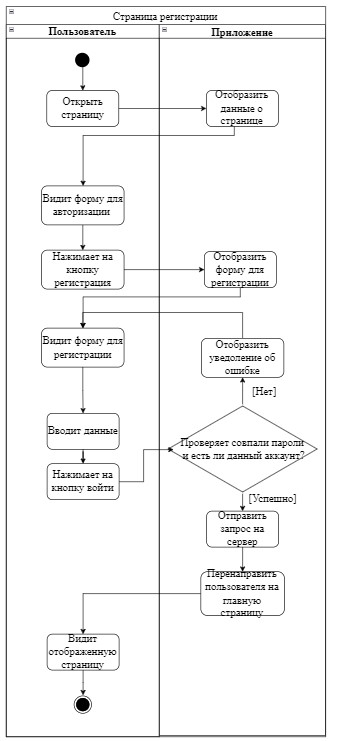 Страница регистрации
Пользователь
Приложение
Открыть
страницу
Отобразить
данные о
странице
Видит форму для
авторизации
Нажимает на
кнопку
регистрация
Отобразить
форму для
регистрации
Видит форму для
регистрации
Отобразить
уведоление об
ошибке
[Нет]
Вводит данные
Проверяет совпали пароли
и есть ли данный аккаунт?
Нажимает на
кнопку войти
[Успешно]
Отправить
запрос на
сервер
Перенаправить
пользователя на
главную
страницу
Видит
отображенную
страницу